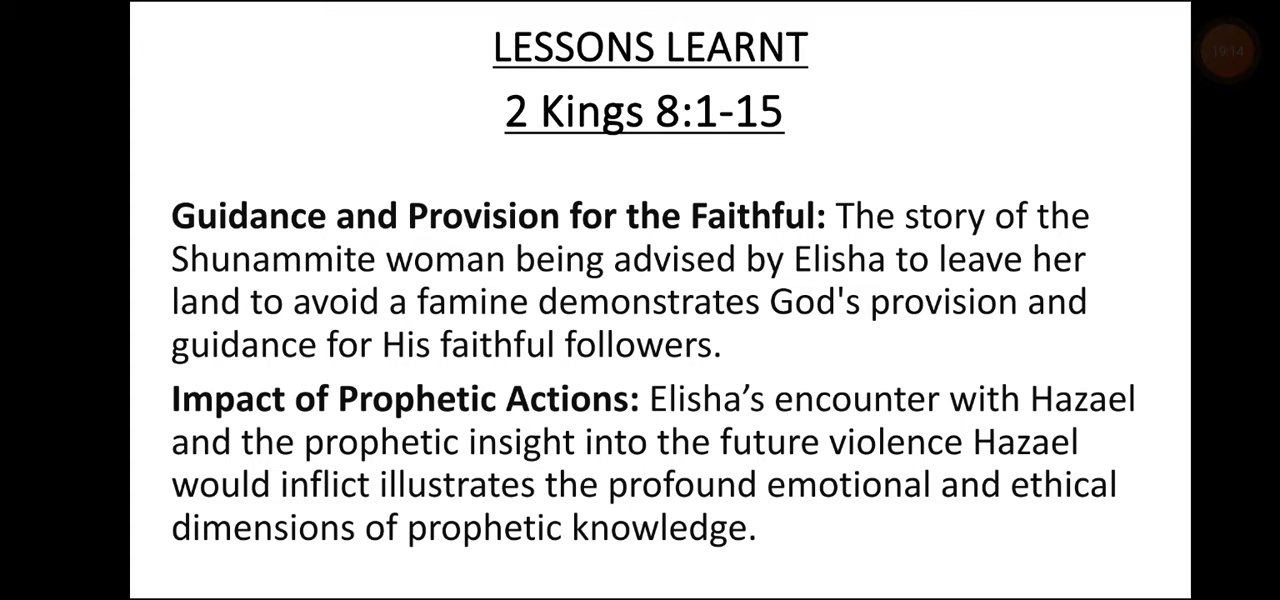 LESSONS LEARNT
2 Kings 8:1-15
19:14
Guidance and Provision for the Faithful: The story of the
Shunammite woman being advised by Elisha to leave her
land to avoid a famine demonstrates God's provision and
guidance for His faithful followers.
Impact of Prophetic Actions: Elisha’s encounter with Hazael
and the prophetic insight into the future violence Hazael
would inflict illustrates the profound emotional and ethical
dimensions of prophetic knowledge.